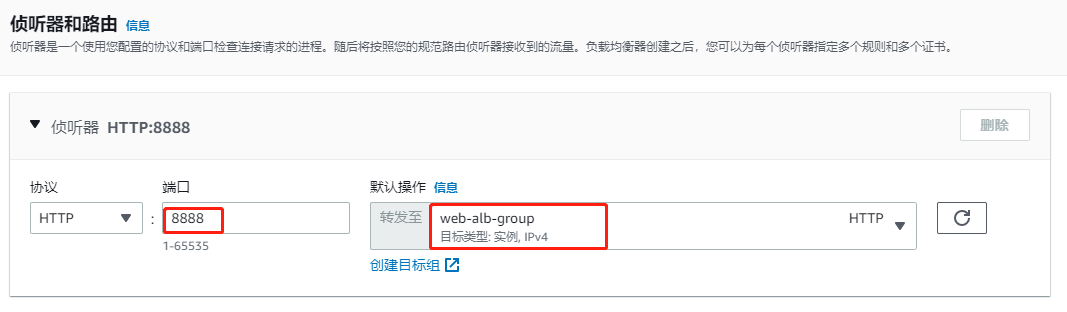 侦听器和路由 信息
侦听器是一个使用您配置的协议和端口检查连接请求的进程。随后将按照您的规范路由侦听器接收到的流量。负载均衡器创建之后，您可以为每个侦听器指定多个规则和多个证书。
侦听器 HTTP:8888
删除
协议
端口
默认操作 信息
HTTP
:
8888
转发至
web-alb-group
HTTP
目标类型: 实例, IPv4
1-65535
创建目标组